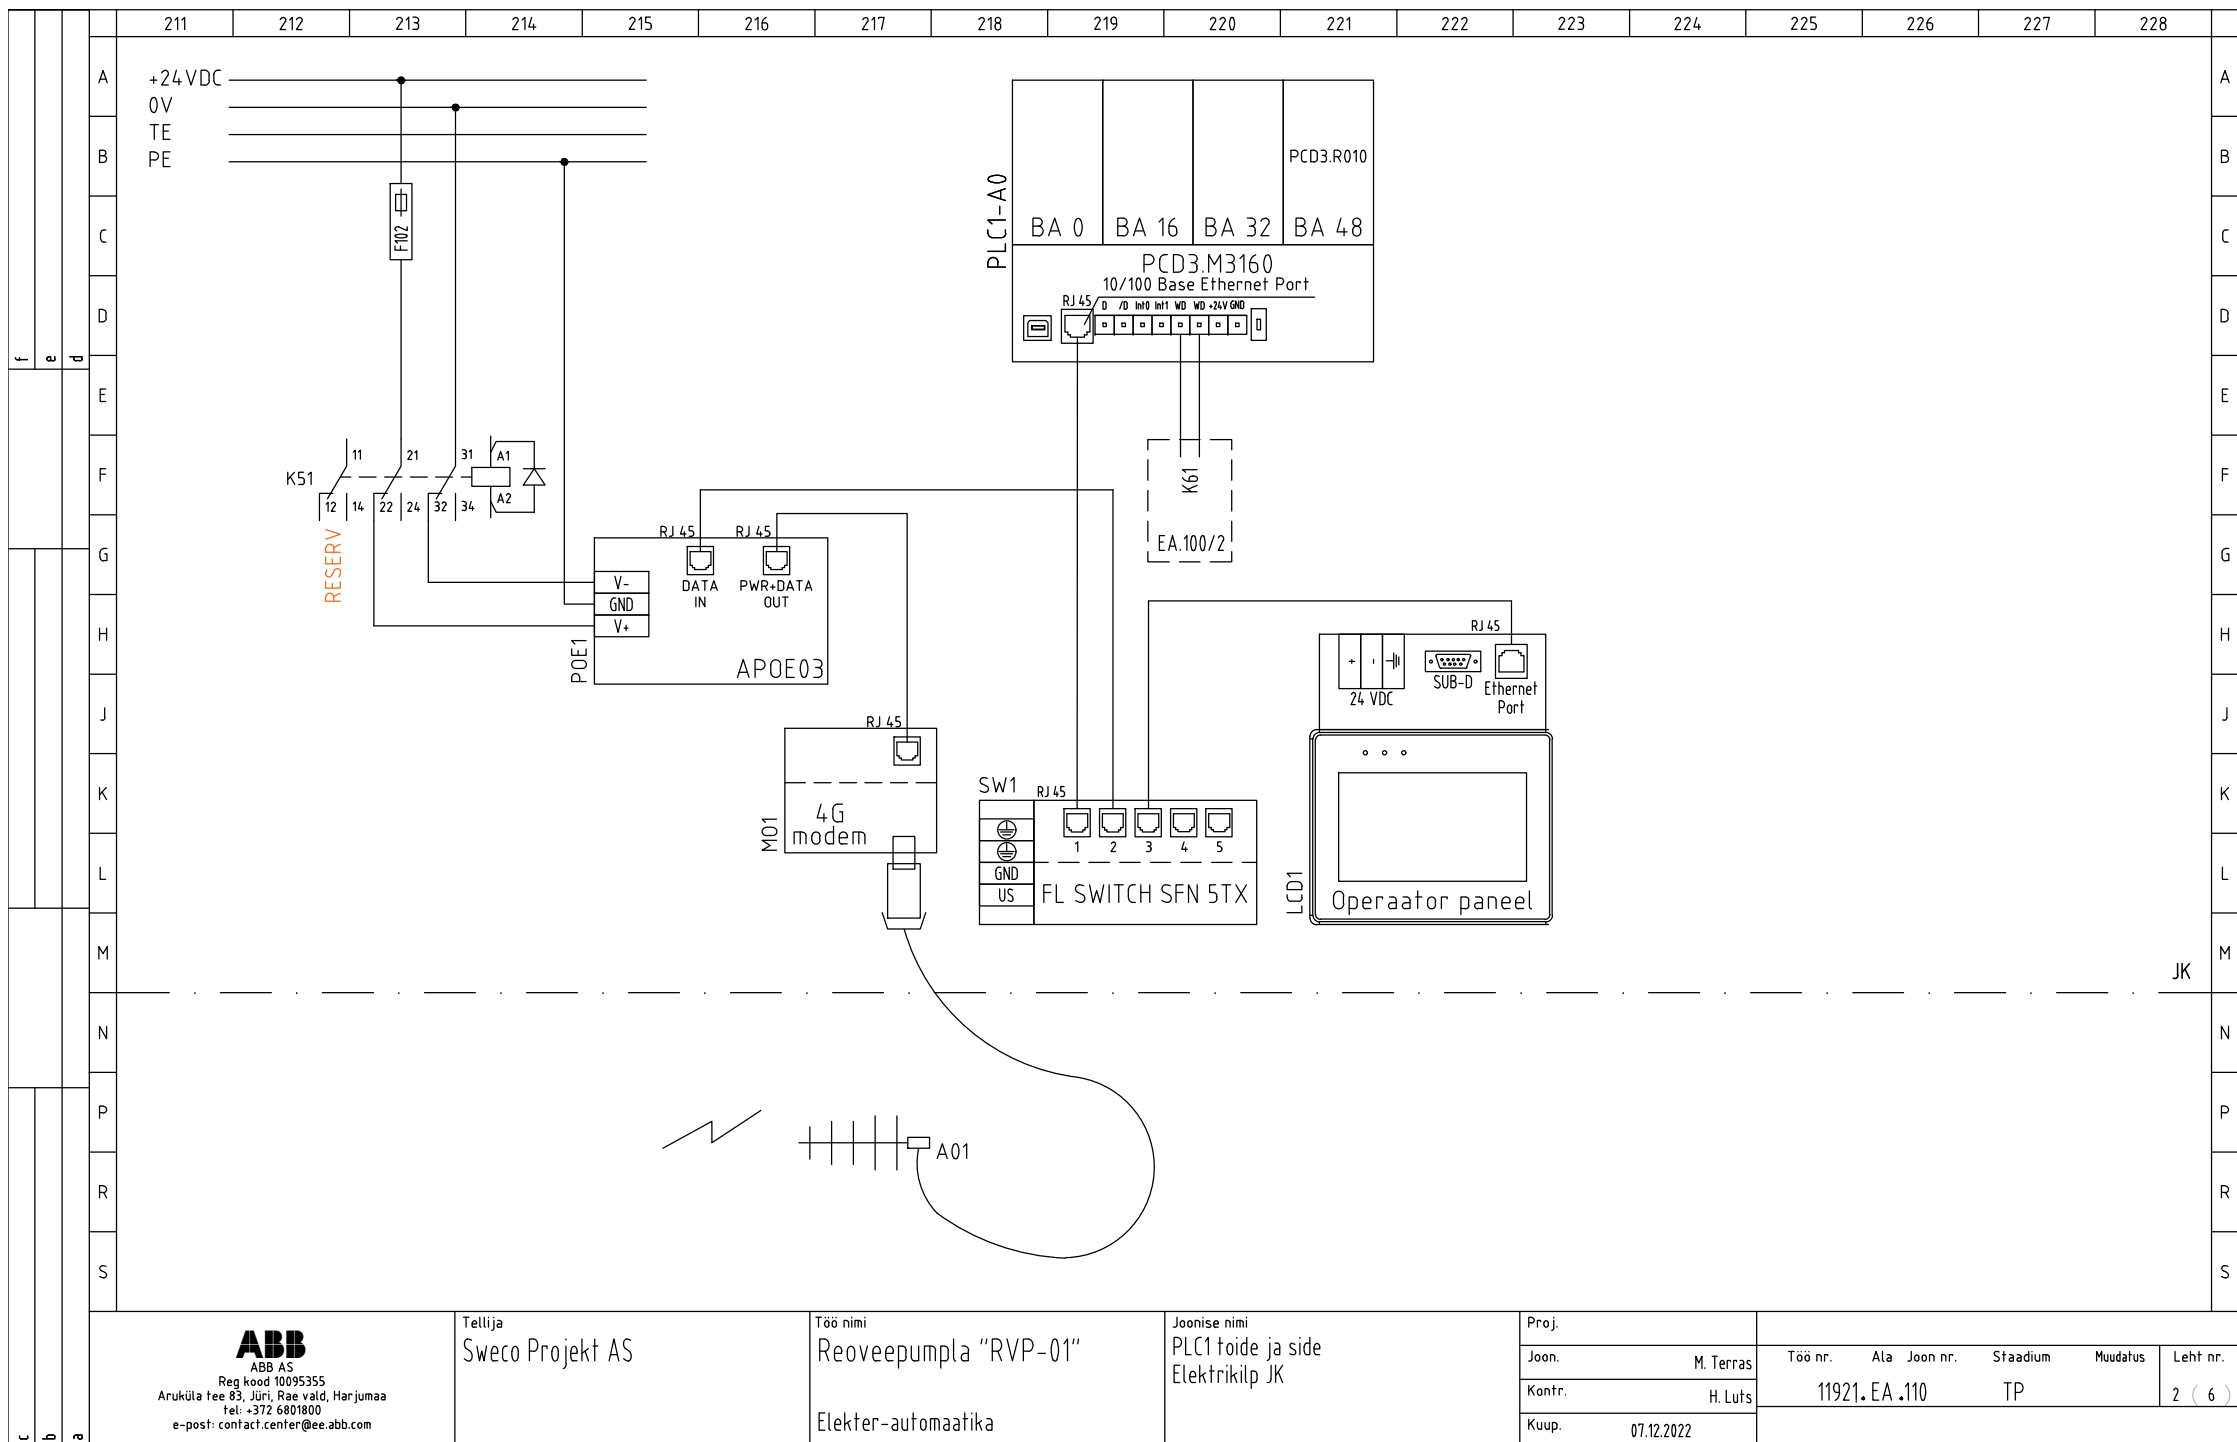 211 212 213 214 215 216 217 218 219 220 221 222 223 224 225 226 227 228
A +24VDC A
0V
TE
B PE B
PCD3.R010
PLC1-A0
C F102 C
BA 0 BA 16 BA 32 BA 48
PCD3.M3160
10/100 Base Ethernet Port
RJ 45 D /D Int0 Int1 WD WD +24V GND
D D
f e d
E E
F F
K51 11 21 31 A1
12 14 22 24 32 34 A2
K61
EA.100/2
RESERV
G G
RJ 45 RJ 45
DATA IN
PWR+DATA OUT
V-
GND
V+
POE1
APOE03
H H
RJ 45
+ -
24 VDC
SUB-D
Ethernet
Port
J J
RJ 45
4G
modem
M01
K K
SW1
RJ 45
1 2 3 4 5
GND
US
FL SWITCH SFN 5TX
L L
LCD1
Operaator paneel
M M
JK
N N
P P
A01
R R
S S
c b a
ABB
ABB AS
Reg kood 10095355
Aruküla tee 83, Jüri, Rae vald, Harjumaa
tel: +372 6801800
e-post: contact.center@ee.abb.com
Tellija
Sweco Projekt AS
Töö nimi
Reoveepumpla "RVP-01"
Elekter-automaatika
Joonise nimi
PLC1 toide ja side
Elektrikilp JK
Proj.
Joon. M. Terras
Kontr. H. Luts
Kuup. 07.12.2022
Töö nr. Ala Joon nr. Staadium Muudatus Leht nr.
11921.EA.110 TP 2 ( 6 )